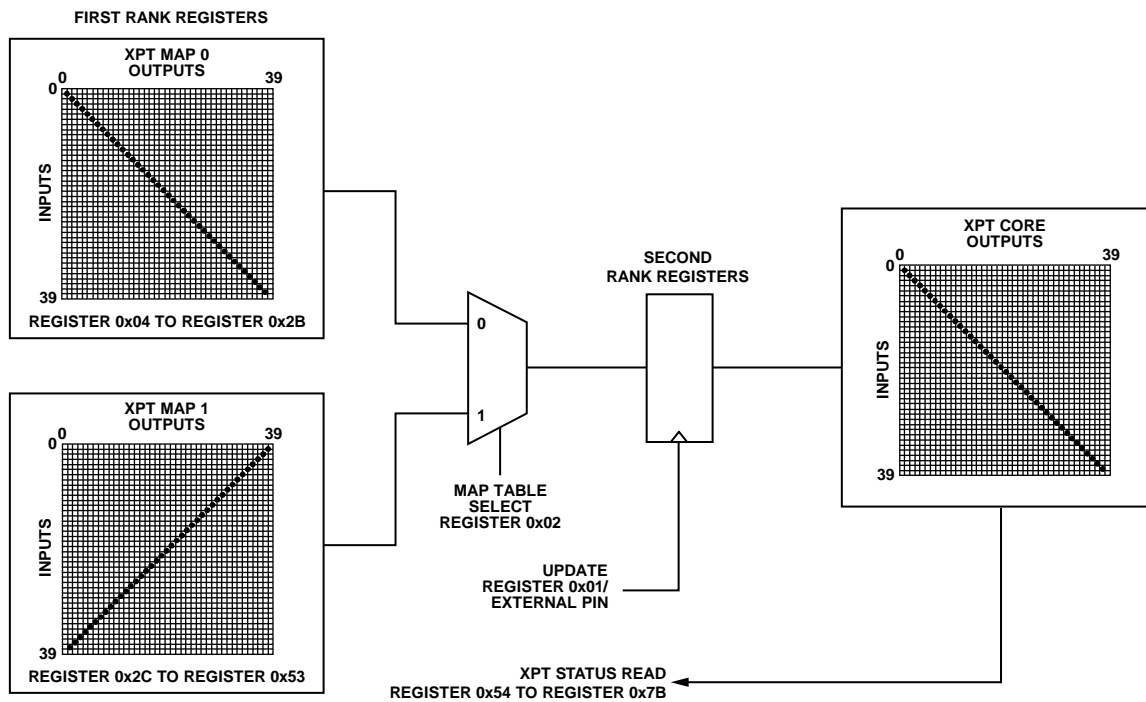 FIRST RANK REGISTERS
XPT MAP 0
OUTPUTS
0 39
0
INPUTS
39
REGISTER 0x04 TO REGISTER 0x2B
XPT MAP 1
OUTPUTS
0 39
0
INPUTS
39
REGISTER 0x2C TO REGISTER 0x53
0
1
MAP TABLE
SELECT
REGISTER 0x02
SECOND
RANK REGISTERS
UPDATE
REGISTER 0x01/
EXTERNAL PIN
XPT CORE
OUTPUTS
0 39
0
INPUTS
39
XPT STATUS READ
REGISTER 0x54 TO REGISTER 0x7B